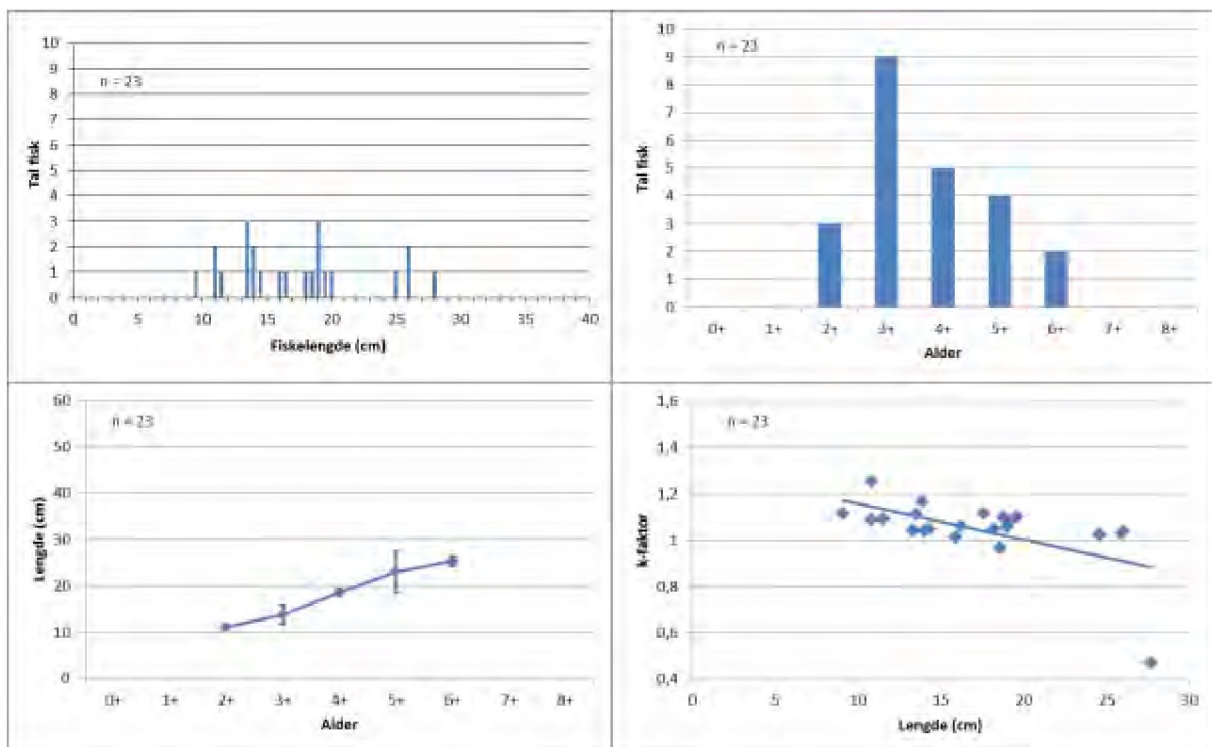 10
9
n = 23
8
7
6
5
4
3
2
1
0
Tal fisk
0 5 10 15 20 25 30 35 40
Fiskelengde (cm)
10
n = 23
9
8
7
6
5
4
3
2
1
0
Tal fisk
0+ 1+ 2+ 3+ 4+ 5+ 6+ 7+ 8+
Alder
60
n = 23
50
40
30
20
10
0
Lengde (cm)
0+ 1+ 2+ 3+ 4+ 5+ 6+ 7+ 8+
Alder
1,6
n = 23
1,4
1,2
1
0,8
0,6
0,4
k-faktor
0 5 10 15 20 25 30
Lengde (cm)